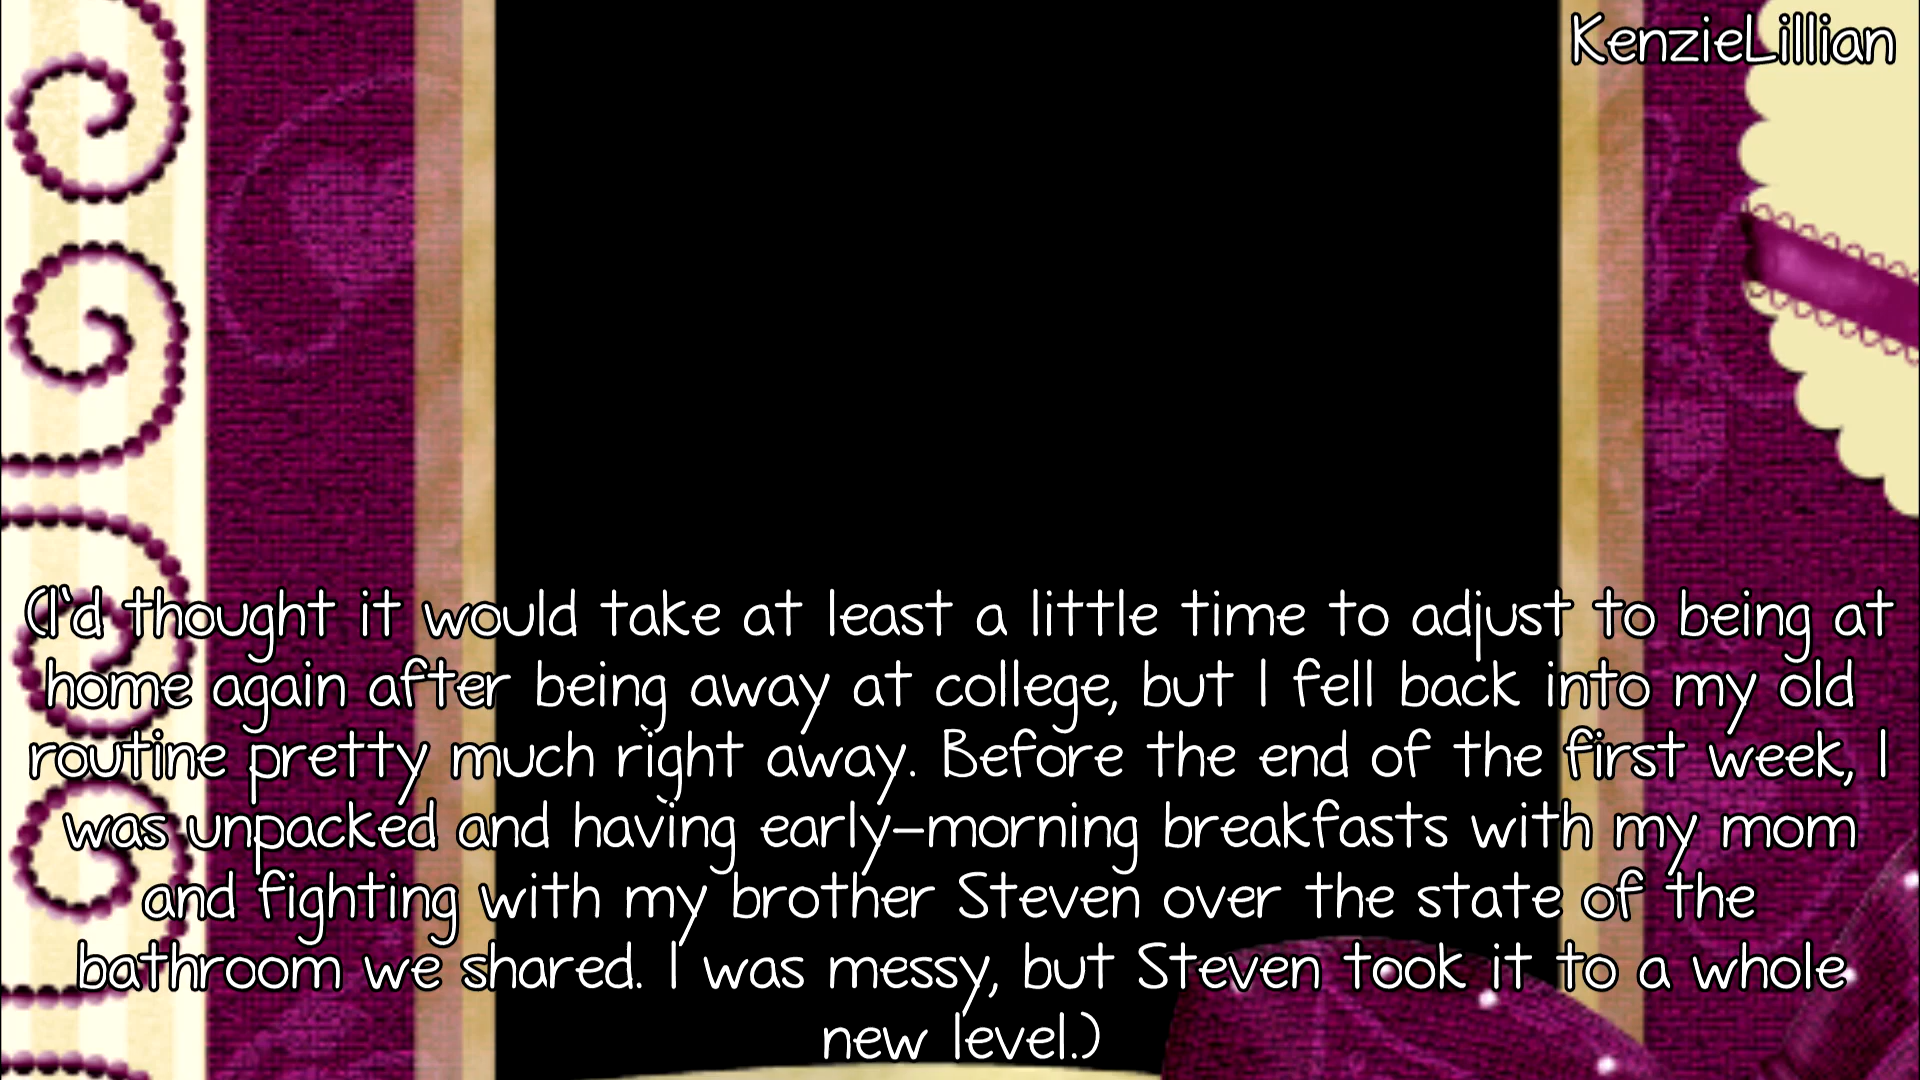 KenzieLillian
(I'd thought it would take at least a little time to adjust to being at
home again after being away at college, but I fell back into my old
routine pretty much right away. Before the end of the first week, I
was unpacked and having early-morning breakfasts with my mom
and fighting with my brother Steven over the state of the
bathroom we shared. I was messy, but Steven took it to a whole
new level.)